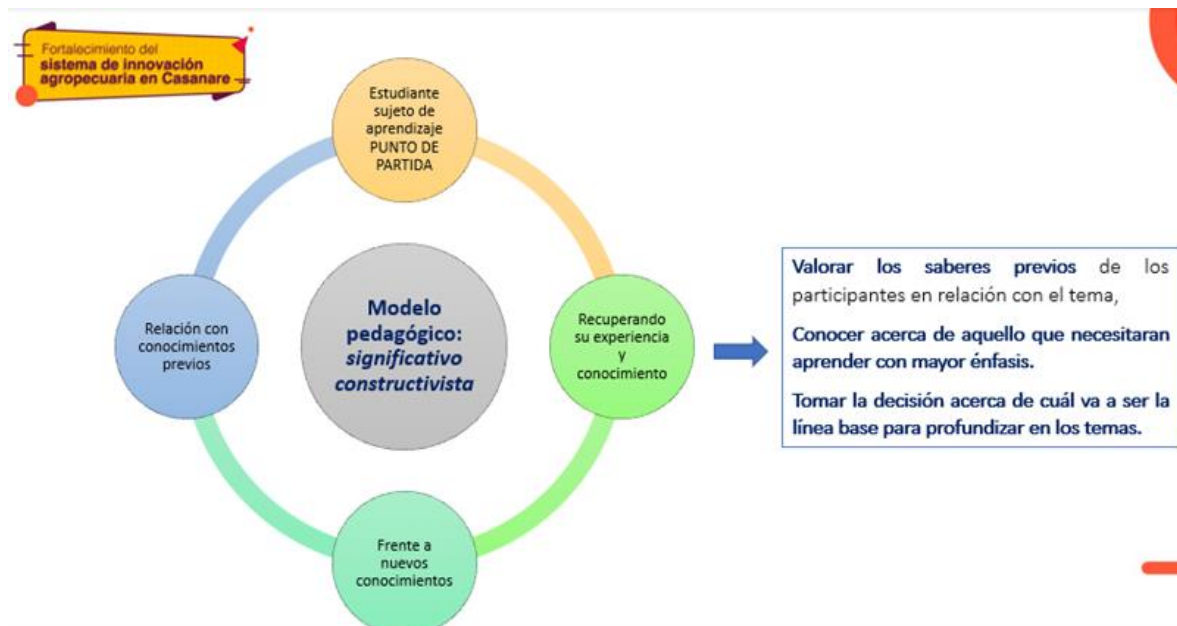 Fortalecimiento del
sistema de innovación
agropecuaria en Casanare
Estudiante
sujeto de
aprendizaje
PUNTO DE
PARTIDA
Relación con
conocimientos
previos
Modelo
pedagógico:
significativo
constructivista
Recuperando
su experiencia
y
conocimiento
Frente a
nuevos
conocimientos
Valorar los saberes previos de los
participantes en relación con el tema,
Conocer acerca de aquello que necesitaran
aprender con mayor énfasis.
Tomar la decisión acerca de cuál va a ser la
línea base para profundizar en los temas.